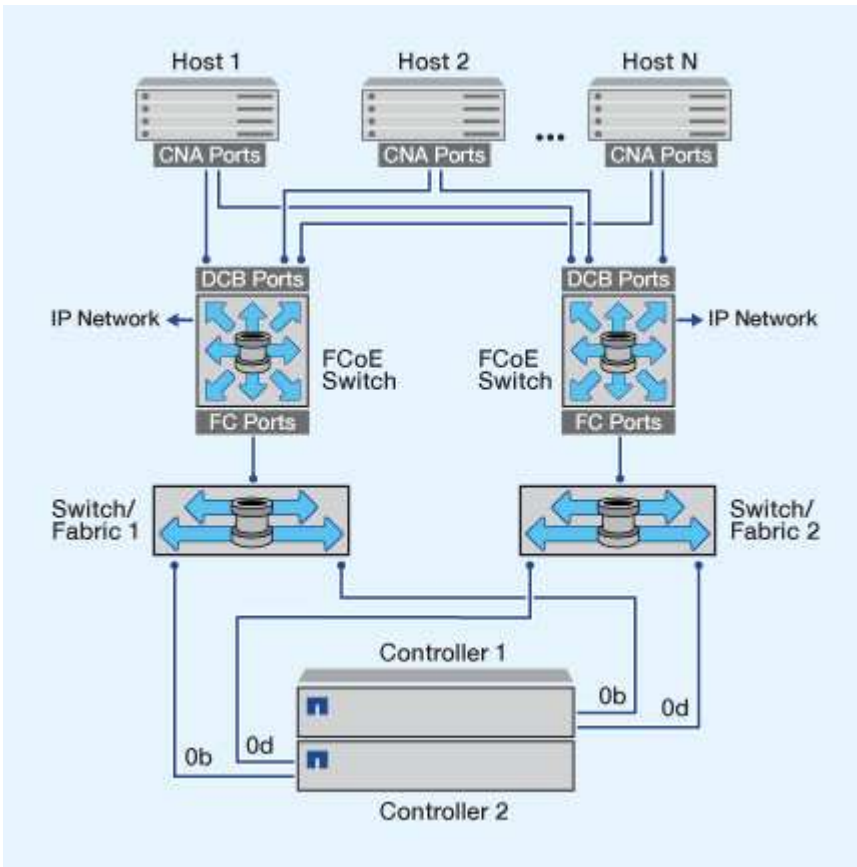 Host 1
Host 2
Host N
...
CNA Ports
CNA Ports
CNA Ports
DCB Ports
DCB Ports
IP Network
IP Network
FCoE
Switch
FCoE
Switch
FC Ports
FC Ports
Switch/
Fabric 1
Switch/
Fabric 2
Controller 1
0b
0d
0d
0b
Controller 2